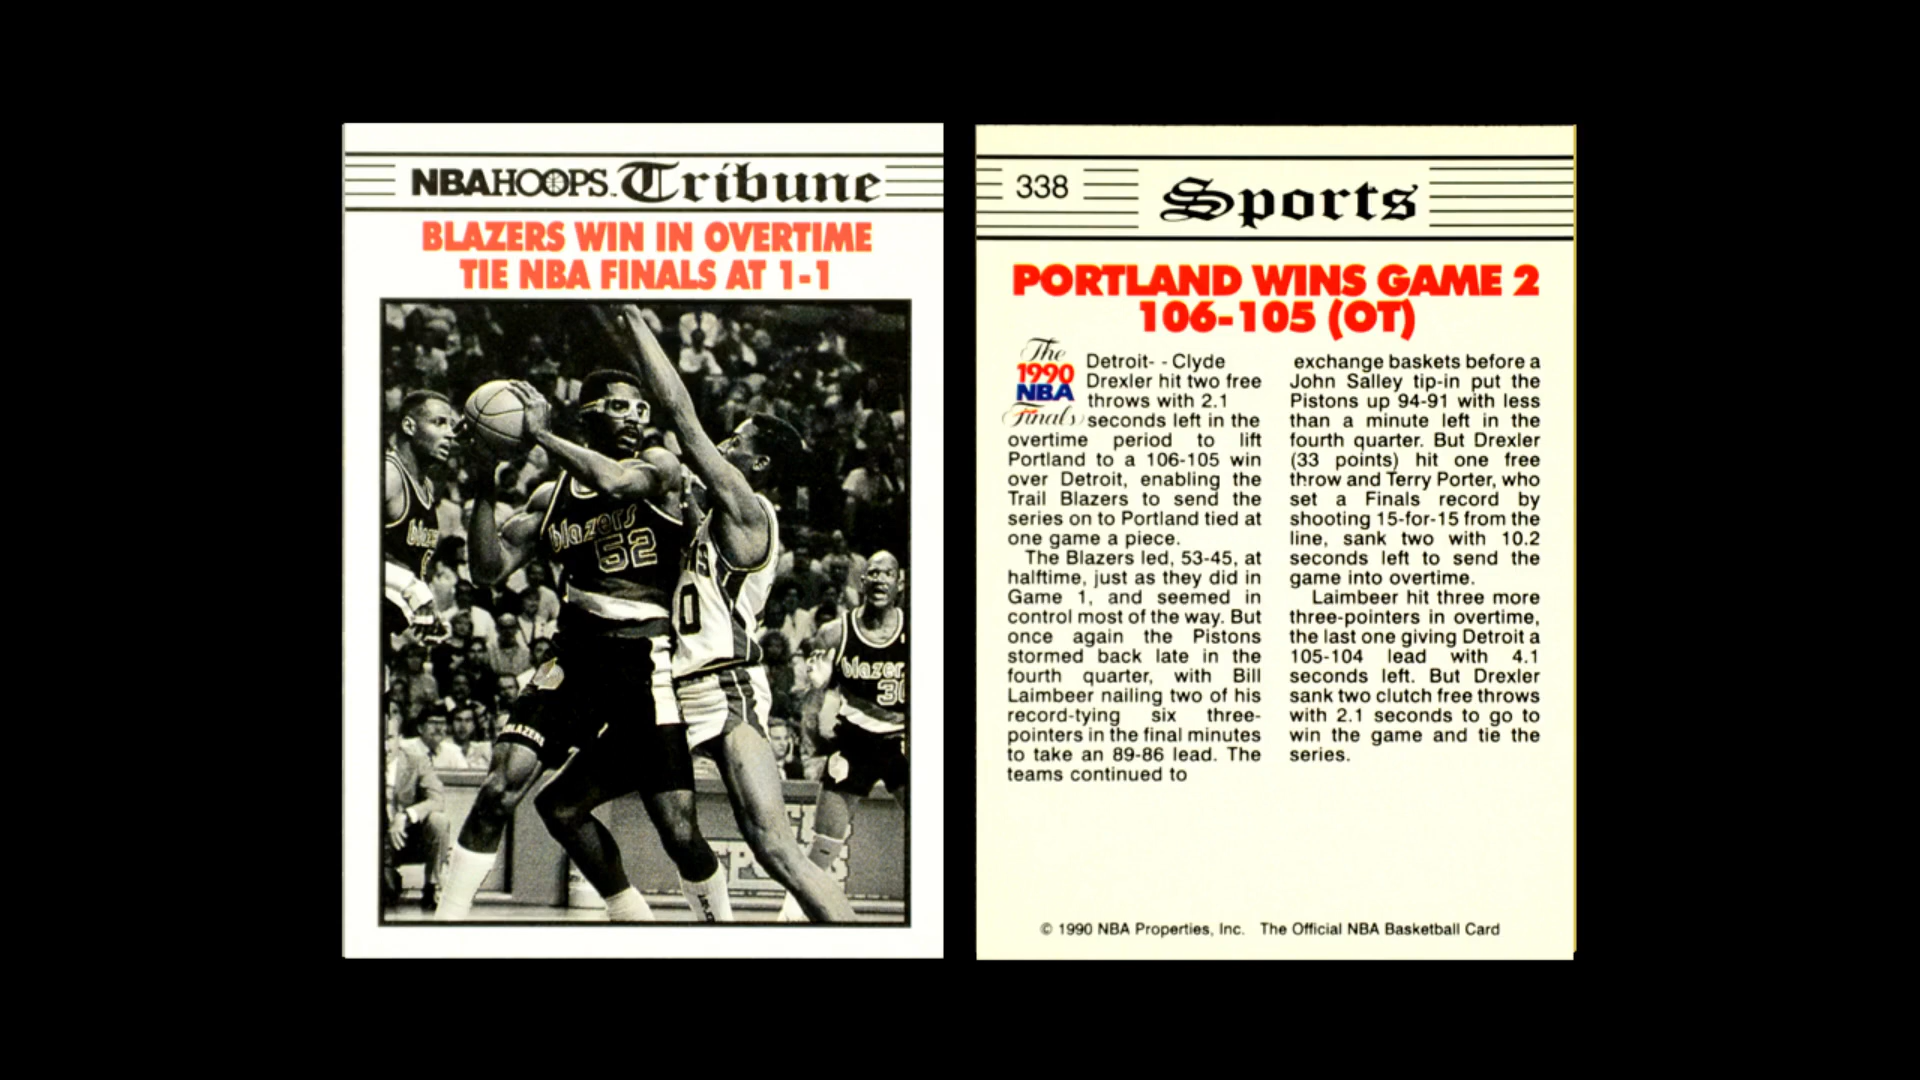 NBA HOOPS™ Tribune
BLAZERS WIN IN OVERTIME
TIE NBA FINALS AT 1-1
blazers
52
0
blazer
3
BLAZERS
338
Sports
PORTLAND WINS GAME 2
106-105 (OT)
The
1990
NBA
Finals
Detroit- - Clyde
Drexler hit two free
throws with 2.1
seconds left in the
overtime period to lift
Portland to a 106-105 win
over Detroit, enabling the
Trail Blazers to send the
series on to Portland tied at
one game a piece.
The Blazers led, 53-45, at
halftime, just as they did in
Game 1, and seemed in
control most of the way. But
once again the Pistons
stormed back late in the
fourth quarter, with Bill
Laimbeer nailing two of his
record-tying six three-
pointers in the final minutes
to take an 89-86 lead. The
teams continued to
exchange baskets before a
John Salley tip-in put the
Pistons up 94-91 with less
than a minute left in the
fourth quarter. But Drexler
(33 points) hit one free
throw and Terry Porter, who
set a Finals record by
shooting 15-for-15 from the
line, sank two with 10.2
seconds left to send the
game into overtime.
Laimbeer hit three more
three-pointers in overtime,
the last one giving Detroit a
105-104 lead with 4.1
seconds left. But Drexler
sank two clutch free throws
with 2.1 seconds to go to
win the game and tie the
series.
© 1990 NBA Properties, Inc. The Official NBA Basketball Card